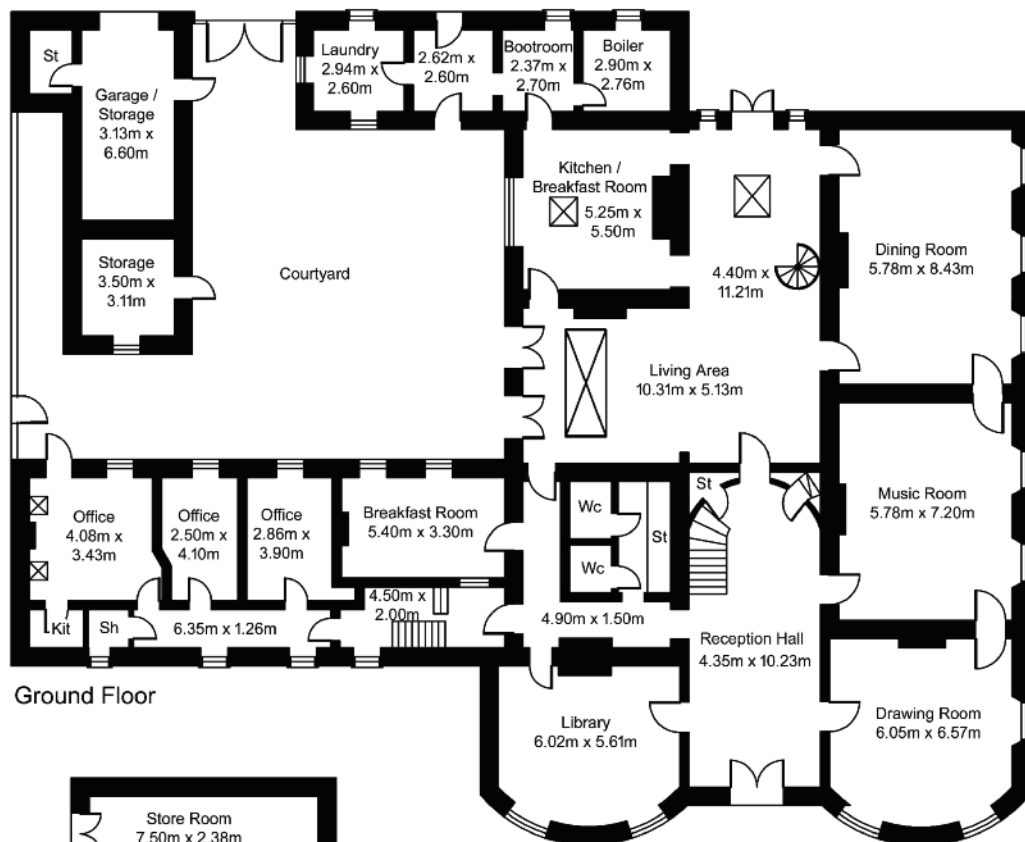 St
Garage /
Storage
3.13m x
6.60m
Laundry
2.94m x
2.60m
2.62m x
2.60m
Bootroom
2.37m x
2.70m
Boiler
2.90m x
2.76m
Kitchen /
Breakfast Room
5.25m x
5.50m
Storage
3.50m x
3.11m
Courtyard
4.40m x
11.21m
Dining Room
5.78m x 8.43m
Living Area
10.31m x 5.13m
Office
4.08m x
3.43m
Office
2.50m x
4.10m
Office
2.86m x
3.90m
Breakfast Room
5.40m x 3.30m
Wc
Wc
St
St
Music Room
5.78m x 7.20m
Kit
Sh
6.35m x 1.26m
4.50m x
2.00m
4.90m x 1.50m
Reception Hall
4.35m x 10.23m
Ground Floor
Library
6.02m x 5.61m
Drawing Room
6.05m x 6.57m
Store Room
7.50m x 2.38m